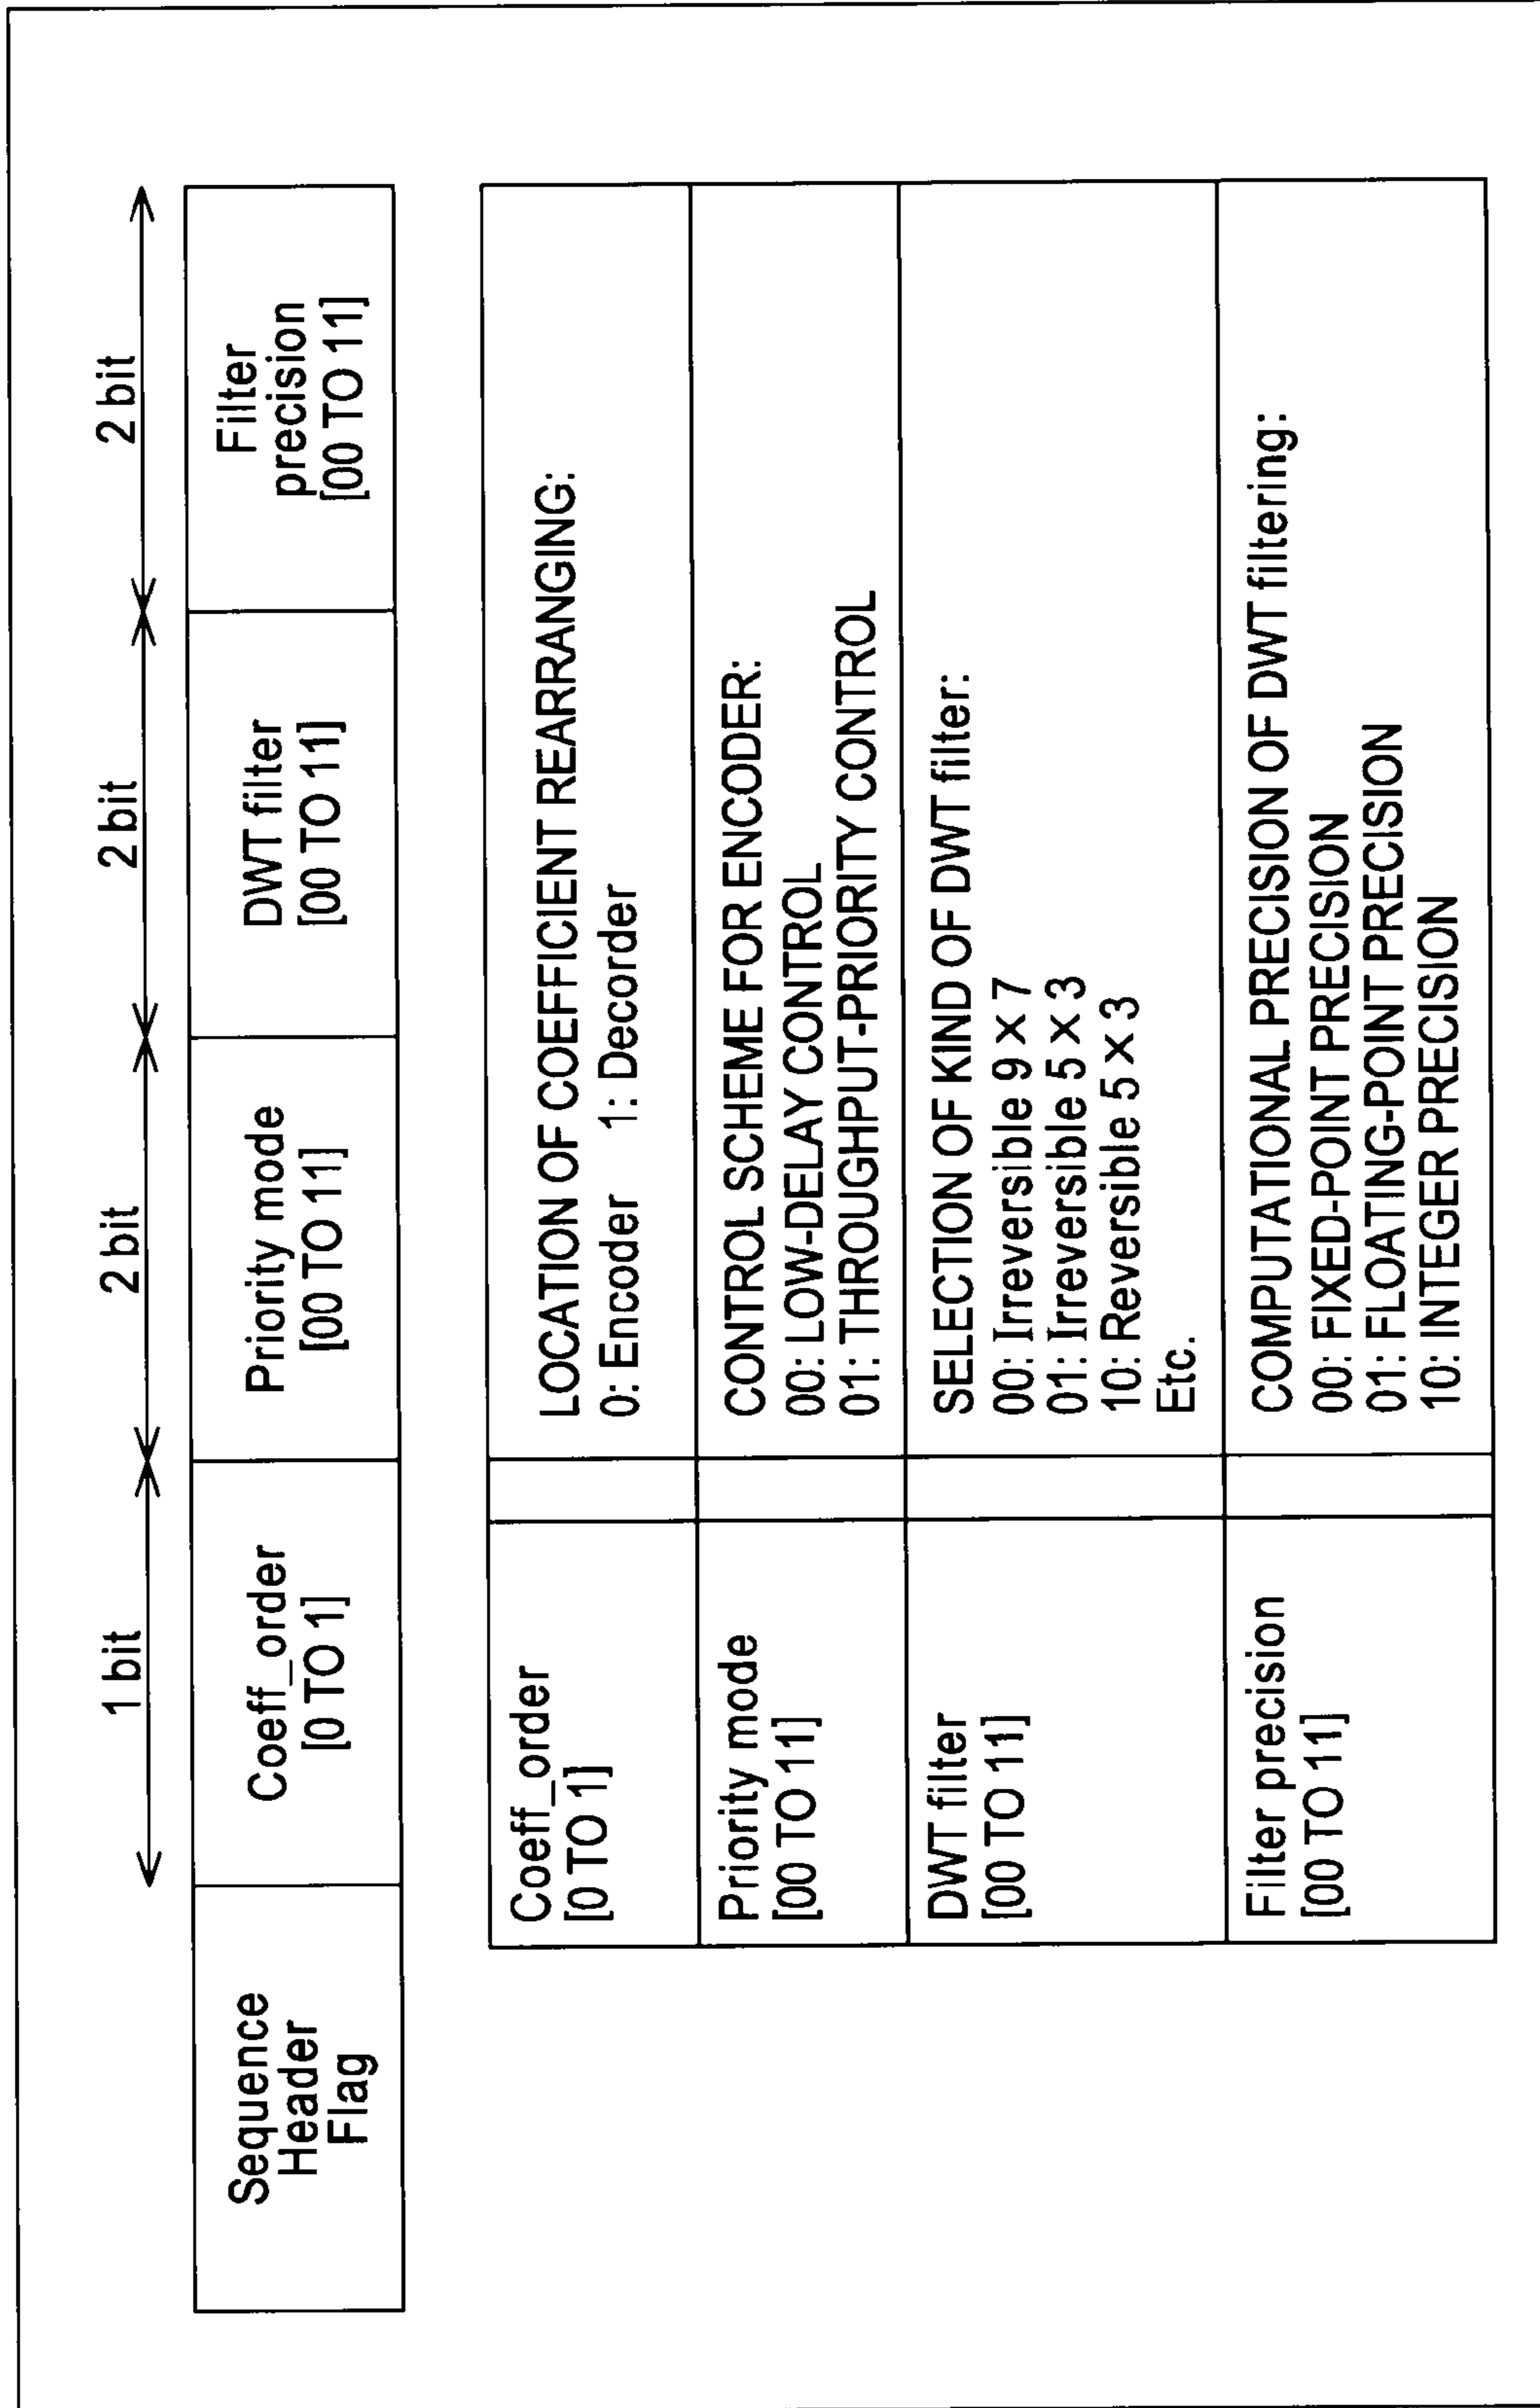 1 bit
2 bit
2 bit
2 bit
Sequence
Header
Flag
Coeff_order
[0 TO 1]
Priority mode
[00 TO 11]
DWT filter
[00 TO 11]
Filter
precision
[00 TO 11]
Coeff_order
[0 TO 1]
LOCATION OF COEFFICIENT REARRANGING:
0: Encoder 1: Decorder
Priority mode
[00 TO 11]
CONTROL SCHEME FOR ENCODER:
00: LOW-DELAY CONTROL
01: THROUGHPUT-PRIORITY CONTROL
DWT filter
[00 TO 11]
SELECTION OF KIND OF DWT filter:
00: Irreversible 9 × 7
01: Irreversible 5 × 3
10: Reversible 5 × 3
Etc.
Filter precision
[00 TO 11]
COMPUTATIONAL PRECISION OF DWT filtering:
00: FIXED-POINT PRECISION
01: FLOATING-POINT PRECISION
10: INTEGER PRECISION